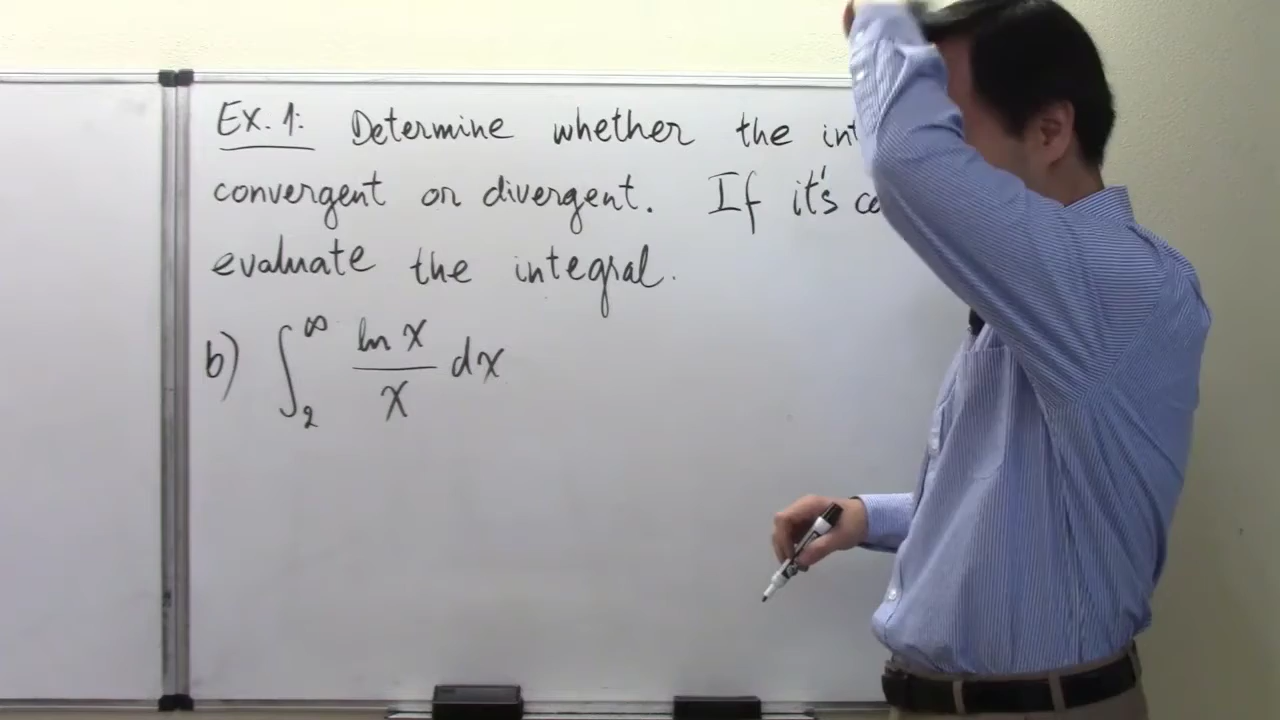 Ex. 1: Determine whether the
convergent or divergent. If it's
evaluate the integral.
b) ∫₂^∞ (ln x)/x dx